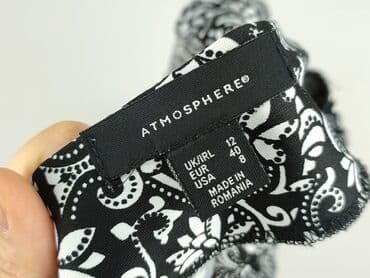 ATMOSPHERE®
UK/IRL 12
EUR 40
USA 8
MADE IN
ROMANIA